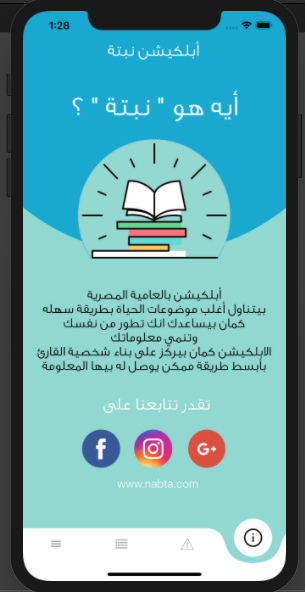 1:28
أبلكيشن نبتة
أيه هو " نبتة " ؟
أبلكيشن بالعامية المصرية
بيتناول أغلب موضوعات الحياة بطريقة سهله
كمان بيساعدك انك تطور من نفسك
وتنمي معلوماتك
الابلكيشن كمان بيركز على بناء شخصية القارئ
بأبسط طريقة ممكن يوصل له بيها المعلومة
تقدر تتابعنا على
f G+
www.nabta.com